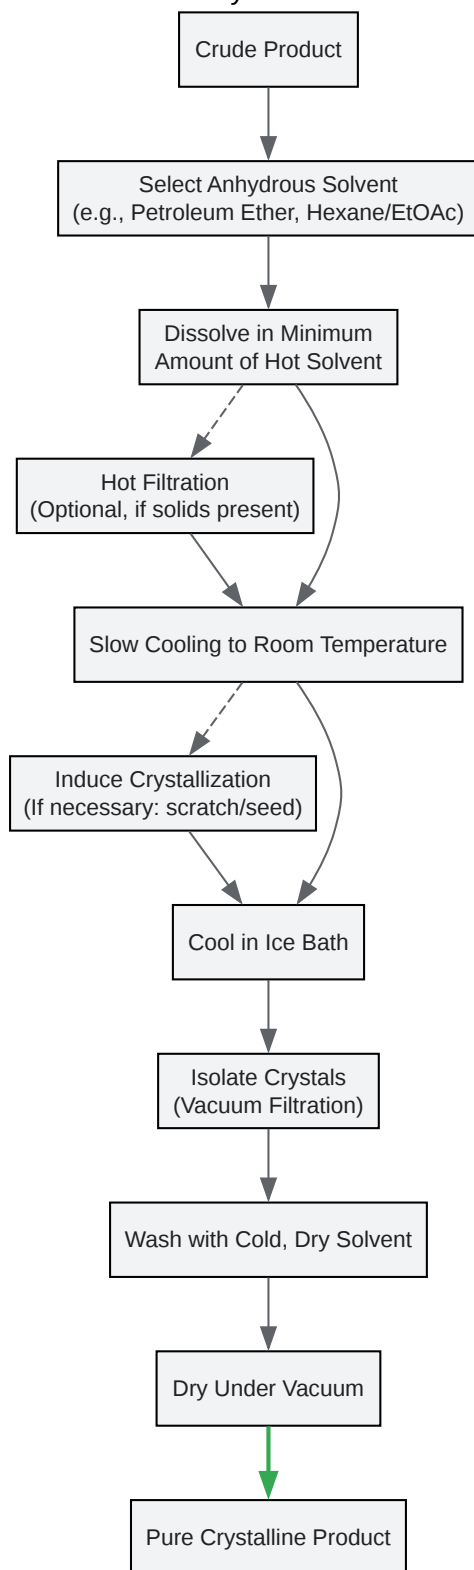 Crude Product
Select Anhydrous Solvent
(e.g., Petroleum Ether, Hexane/EtOAc)
Dissolve in Minimum
Amount of Hot Solvent
Hot Filtration
(Optional, if solids present)
Slow Cooling to Room Temperature
Induce Crystallization
(If necessary: scratch/seed)
Cool in Ice Bath
Isolate Crystals
(Vacuum Filtration)
Wash with Cold, Dry Solvent
Dry Under Vacuum
Pure Crystalline Product